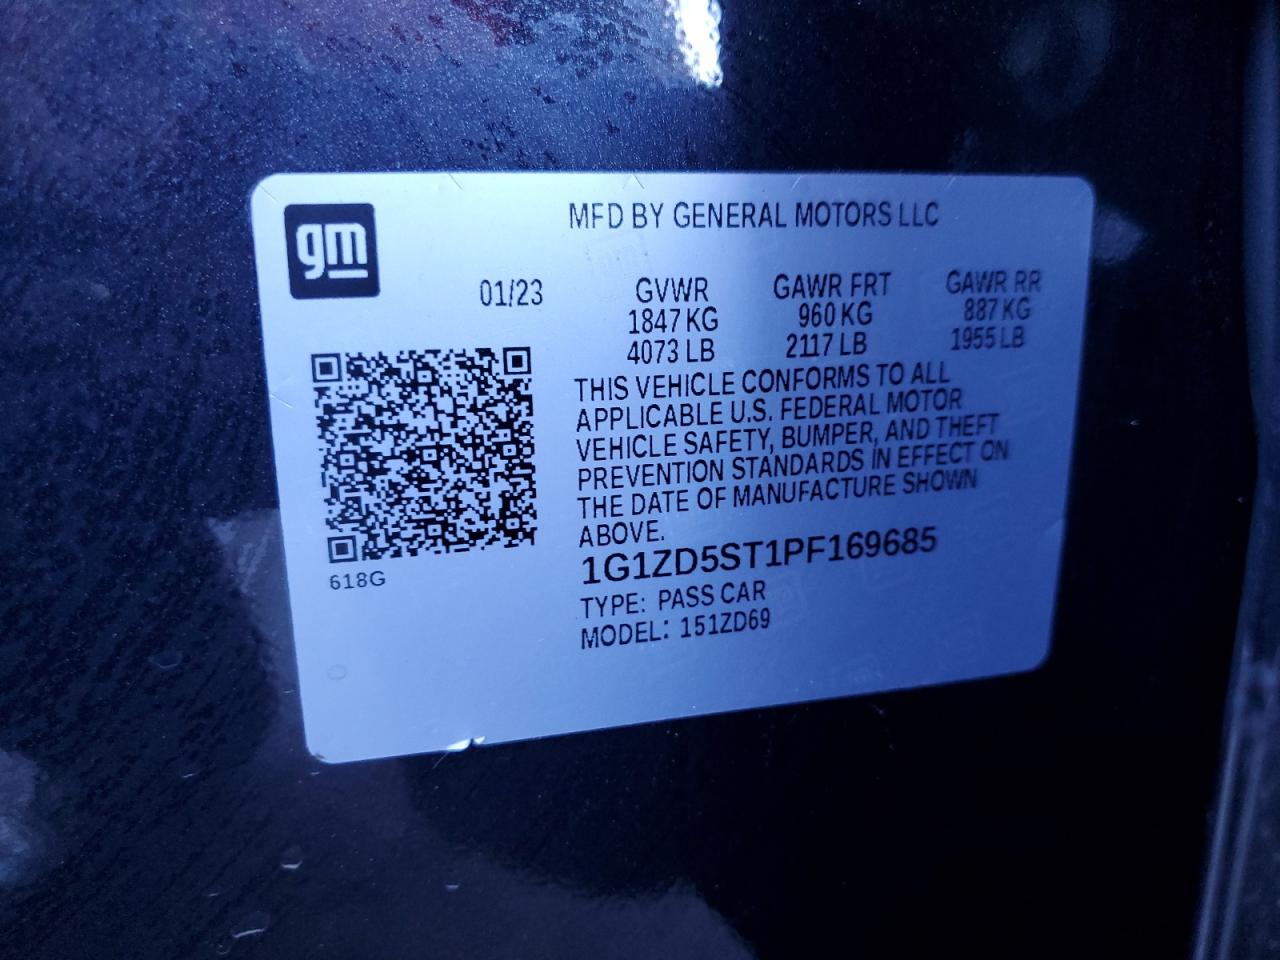 gm
MFD BY GENERAL MOTORS LLC
01/23
GVWR
1847 KG
4073 LB
GAWR FRT
960 KG
2117 LB
GAWR RR
887 KG
1955 LB
THIS VEHICLE CONFORMS TO ALL
APPLICABLE U.S. FEDERAL MOTOR
VEHICLE SAFETY, BUMPER, AND THEFT
PREVENTION STANDARDS IN EFFECT ON
THE DATE OF MANUFACTURE SHOWN
ABOVE.
1G1ZD5ST1PF169685
TYPE: PASS CAR
MODEL: 151ZD69
618G